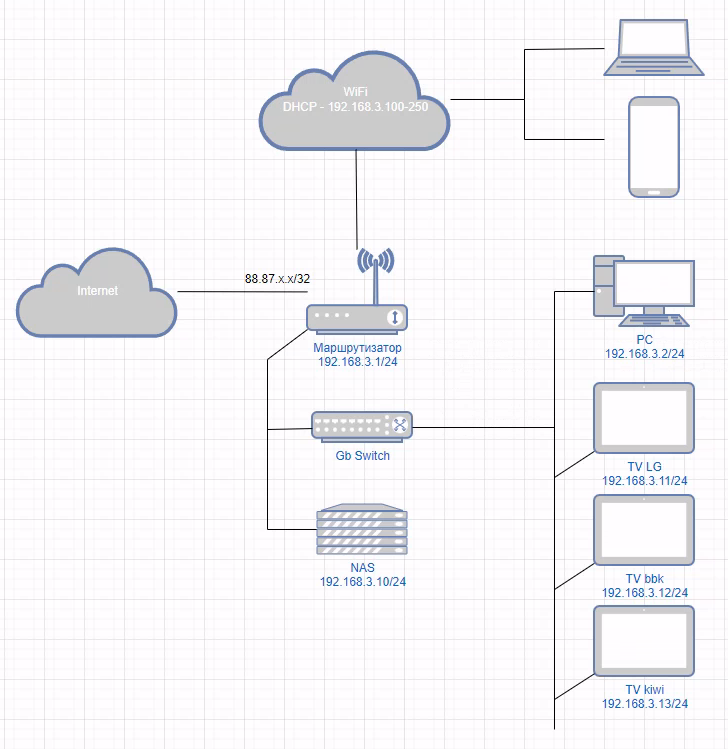 WiFi
DHCP - 192.168.3.100-250
88.87.x.x/32
Internet
Маршрутизатор
192.168.3.1/24
PC
192.168.3.2/24
Gb Switch
TV LG
192.168.3.11/24
NAS
192.168.3.10/24
TV bbk
192.168.3.12/24
TV kiwi
192.168.3.13/24